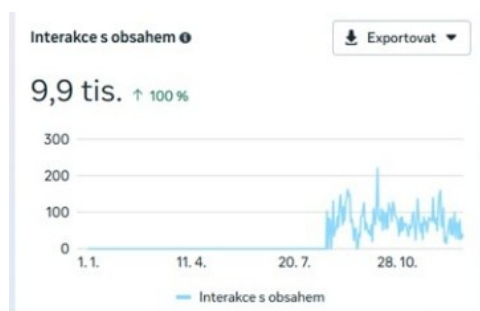 Interakce s obsahem
Exportovat
9,9 tis. ↑ 100 %
300
200
100
0
1. 1. 11. 4. 20. 7. 28. 10.
Interakce s obsahem